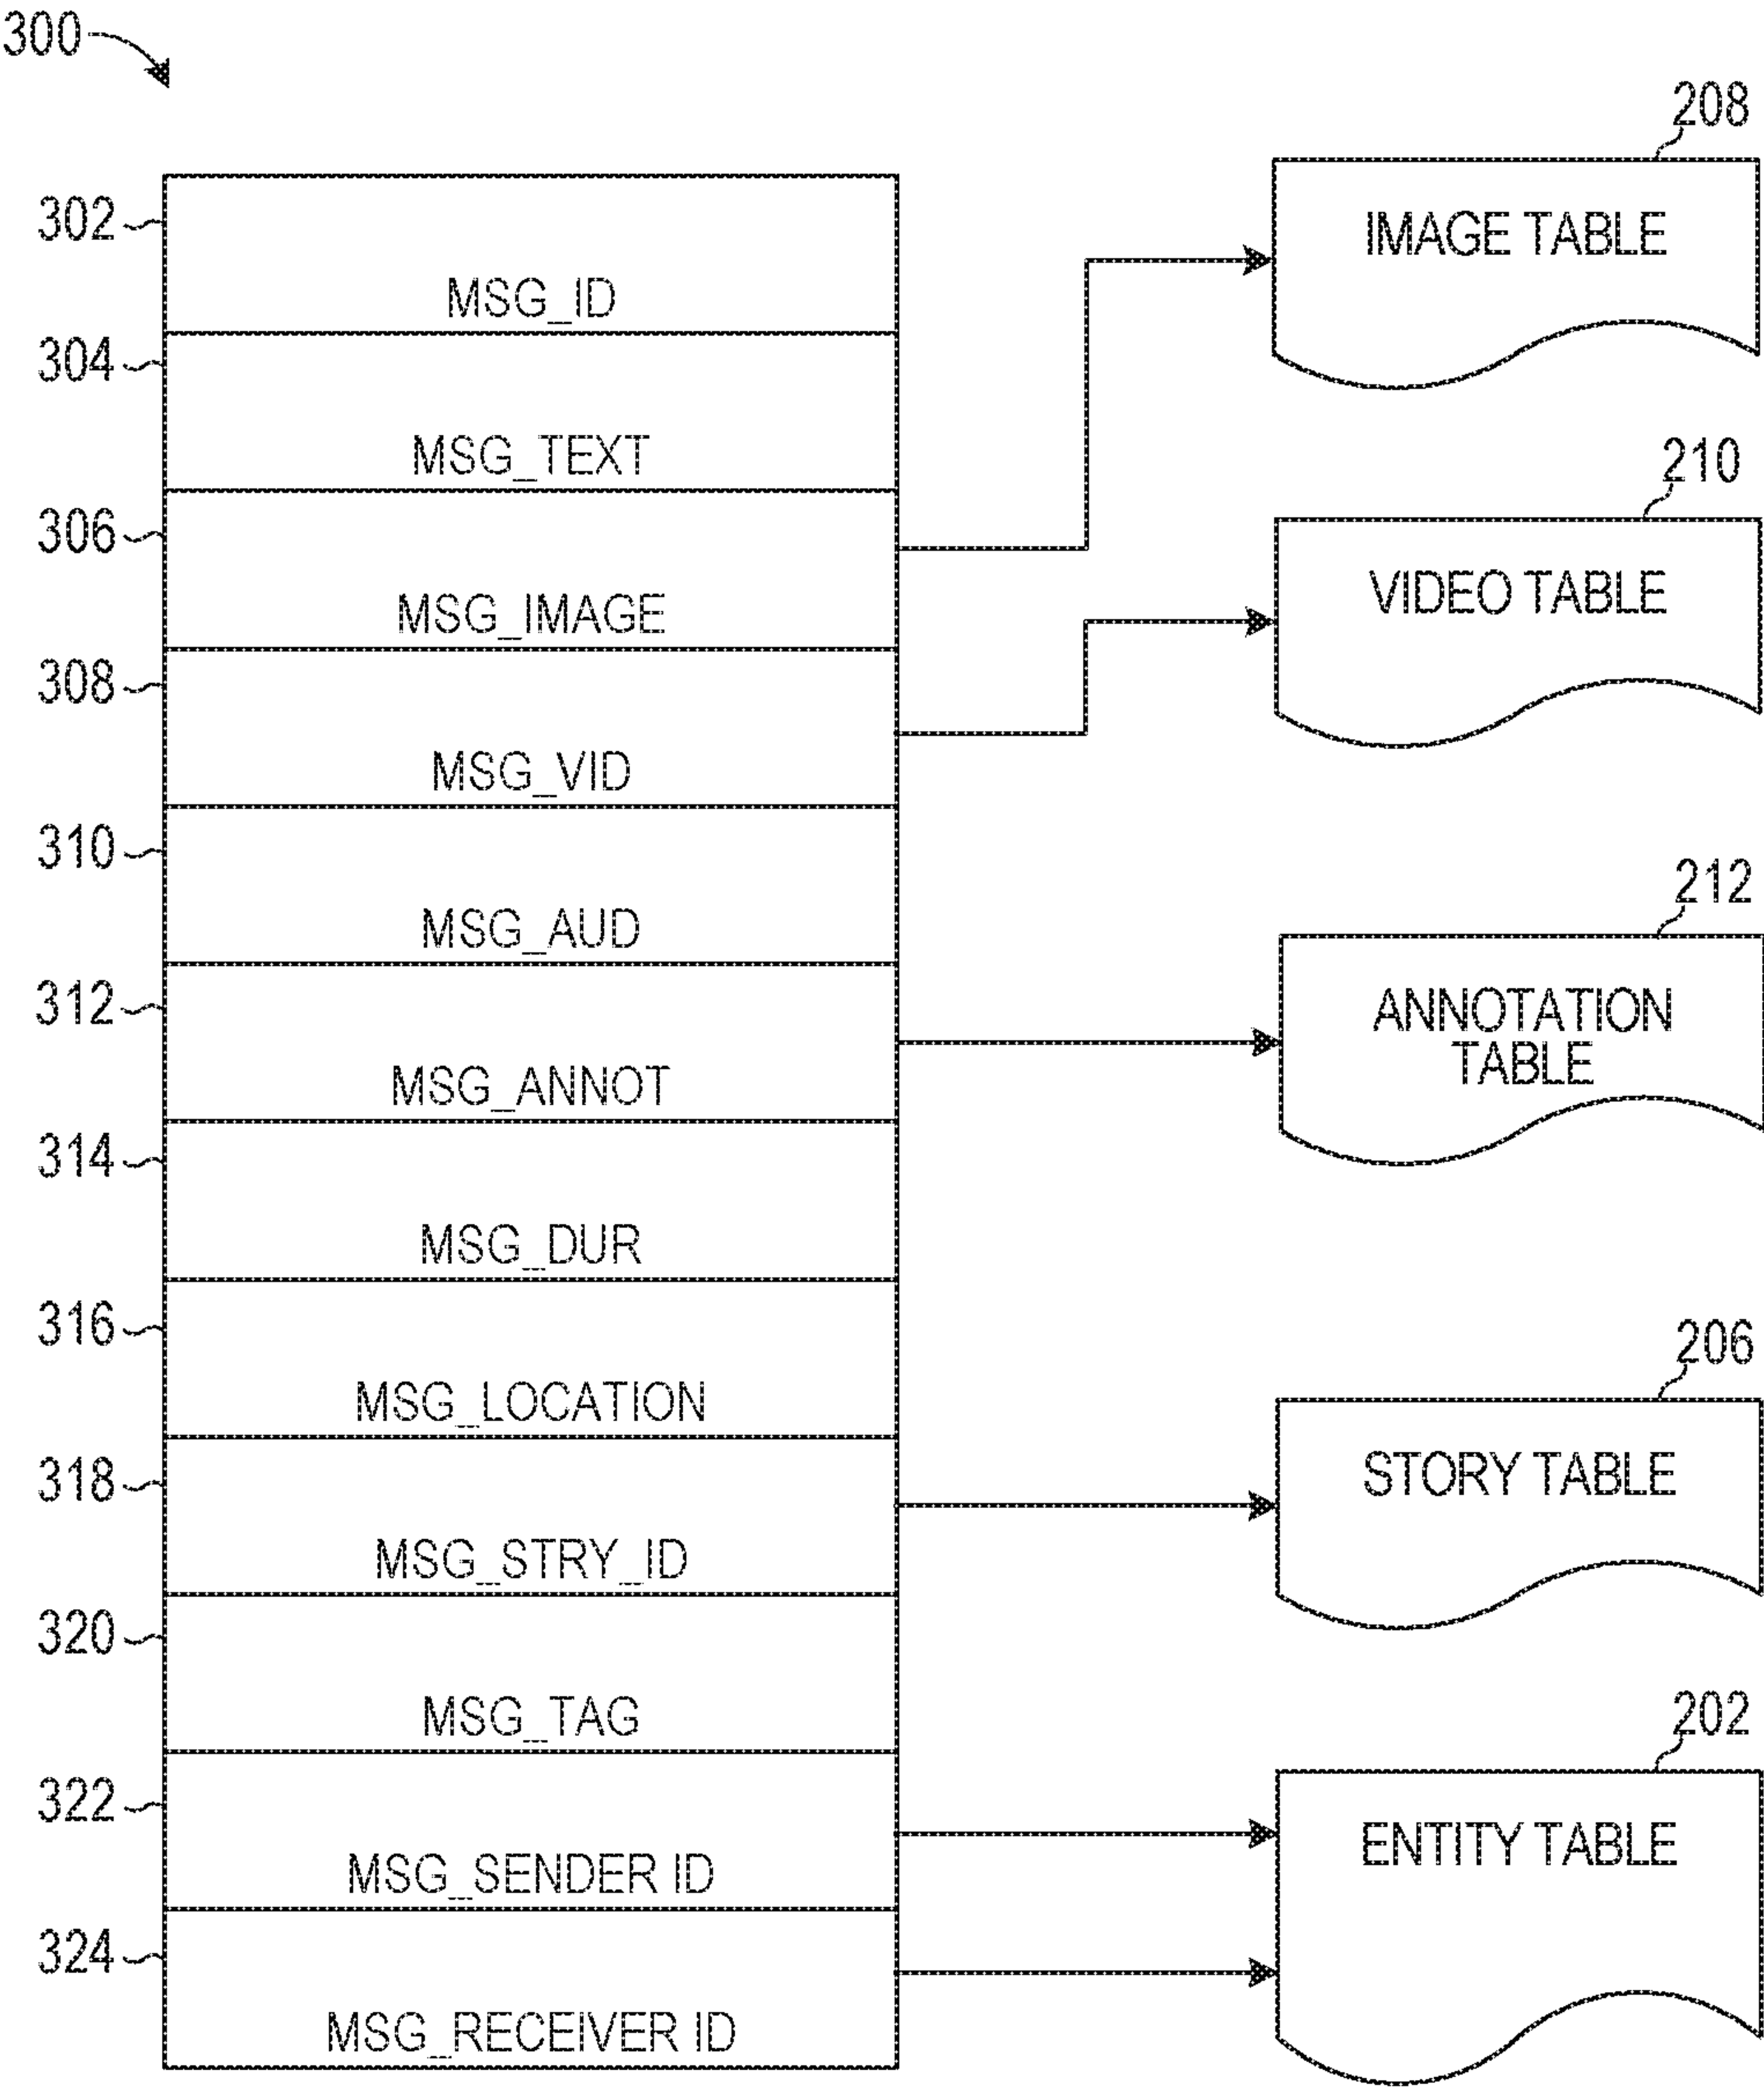 300
208
302
IMAGE TABLE
MSG_ID
304
MSG_TEXT
210
306
VIDEO TABLE
MSG_IMAGE
308
MSG_VID
310
212
MSG_AUD
312
ANNOTATION
TABLE
MSG_ANNOT
314
MSG_DUR
316
206
MSG_LOCATION
318
STORY TABLE
MSG_STRY_ID
320
202
MSG_TAG
322
ENTITY TABLE
MSG_SENDER ID
324
MSG_RECEIVER ID